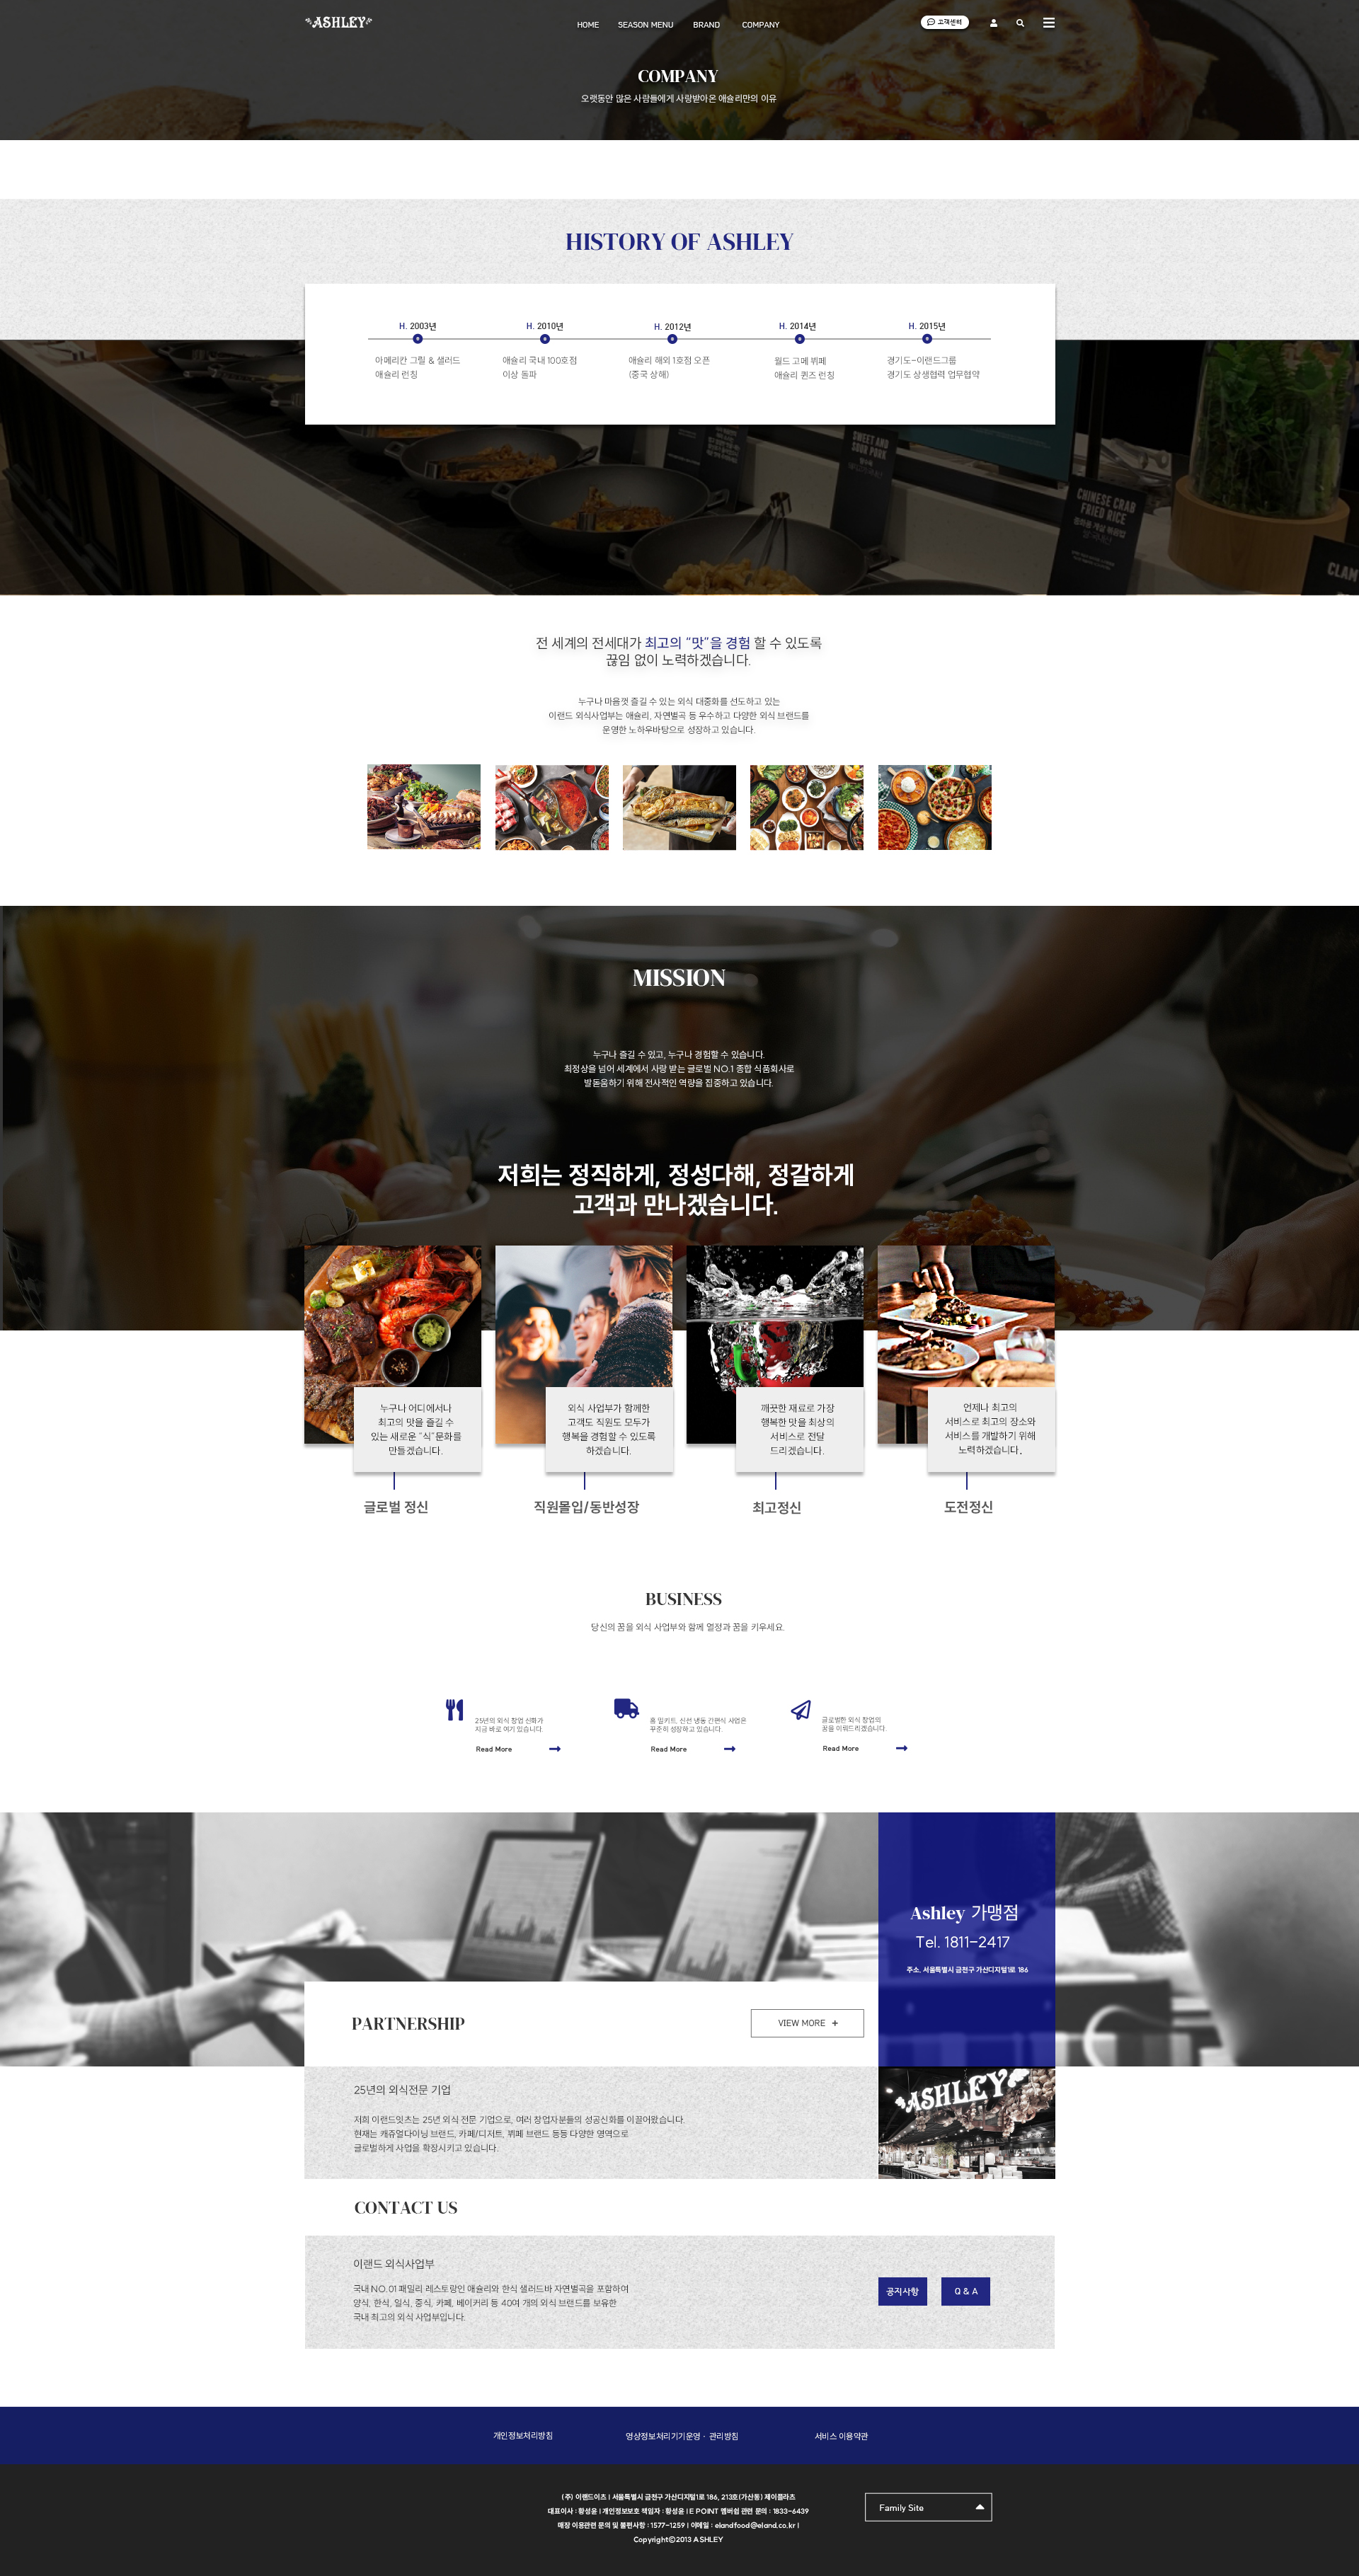 ASHLEY
HOME SEASON MENU BRAND COMPANY
고객센터
COMPANY
오랫동안 많은 사람들에게 사랑받아온 애슐리만의 이유
HISTORY OF ASHLEY
H. 2003년
아메리칸 그릴 & 샐러드
애슐리 런칭
H. 2010년
애슐리 국내 100호점
이상 돌파
H. 2012년
애슐리 해외 1호점 오픈
(중국 상해)
H. 2014년
월드 고메 뷔페
애슐리 퀸즈 런칭
H. 2015년
경기도-이랜드그룹
경기도 상생협력 업무협약
SWEET AND
SOUR PORK
CHINESE CRAB
FRIED RICE
CLAM
전 세계의 전세대가 최고의 "맛"을 경험 할 수 있도록
끊임 없이 노력하겠습니다.
누구나 마음껏 즐길 수 있는 외식 대중화를 선도하고 있는
이랜드 외식사업부는 애슐리, 자연별곡 등 우수하고 다양한 외식 브랜드를
운영한 노하우바탕으로 성장하고 있습니다.
MISSION
누구나 즐길 수 있고, 누구나 경험할 수 있습니다.
최정상을 넘어 세계에서 사랑 받는 글로벌 NO.1 종합 식품회사로
발돋움하기 위해 전사적인 역량을 집중하고 있습니다.
저희는 정직하게, 정성다해, 정갈하게
고객과 만나겠습니다.
누구나 어디에서나
최고의 맛을 즐길 수
있는 새로운 "식"문화를
만들겠습니다.
글로벌 정신
외식 사업부가 함께한
고객도 직원도 모두가
행복을 경험할 수 있도록
하겠습니다.
직원몰입/동반성장
깨끗한 재료로 가장
행복한 맛을 최상의
서비스로 전달
드리겠습니다.
최고정신
언제나 최고의
서비스로 최고의 장소와
서비스를 개발하기 위해
노력하겠습니다.
도전정신
BUSINESS
당신의 꿈을 외식 사업부와 함께 열정과 꿈을 키우세요.
25년의 외식 창업 신화가
지금 바로 여기 있습니다.
Read More
홈 밀키트, 신선 냉동 간편식 사업은
꾸준히 성장하고 있습니다.
Read More
글로벌한 외식 창업의
꿈을 이뤄드리겠습니다.
Read More
Ashley 가맹점
Tel. 1811-2417
주소. 서울특별시 금천구 가산디지털1로 186
PARTNERSHIP
VIEW MORE +
25년의 외식전문 기업
저희 이랜드잇츠는 25년 외식 전문 기업으로, 여러 창업자분들의 성공신화를 이끌어왔습니다.
현재는 캐쥬얼다이닝 브랜드, 카페/디저트, 뷔페 브랜드 등등 다양한 영역으로
글로벌하게 사업을 확장시키고 있습니다.
ASHLEY
CONTACT US
이랜드 외식사업부
국내 NO.01 패밀리 레스토랑인 애슐리와 한식 샐러드바 자연별곡을 포함하여
양식, 한식, 일식, 중식, 카페, 베이커리 등 40여 개의 외식 브랜드를 보유한
국내 최고의 외식 사업부입니다.
공지사항
Q & A
개인정보처리방침
영상정보처리기기운영 · 관리방침
서비스 이용약관
(주) 이랜드이츠 | 서울특별시 금천구 가산디지털1로 186, 213호(가산동) 제이플라츠
대표이사 : 황성윤 | 개인정보보호 책임자 : 황성윤 | E POINT 멤버쉽 관련 문의 : 1833-6439
매장 이용관련 문의 및 불편사항 : 1577-1259 | 이메일 : elandfood@eland.co.kr |
Copyright©2013 ASHLEY
Family Site